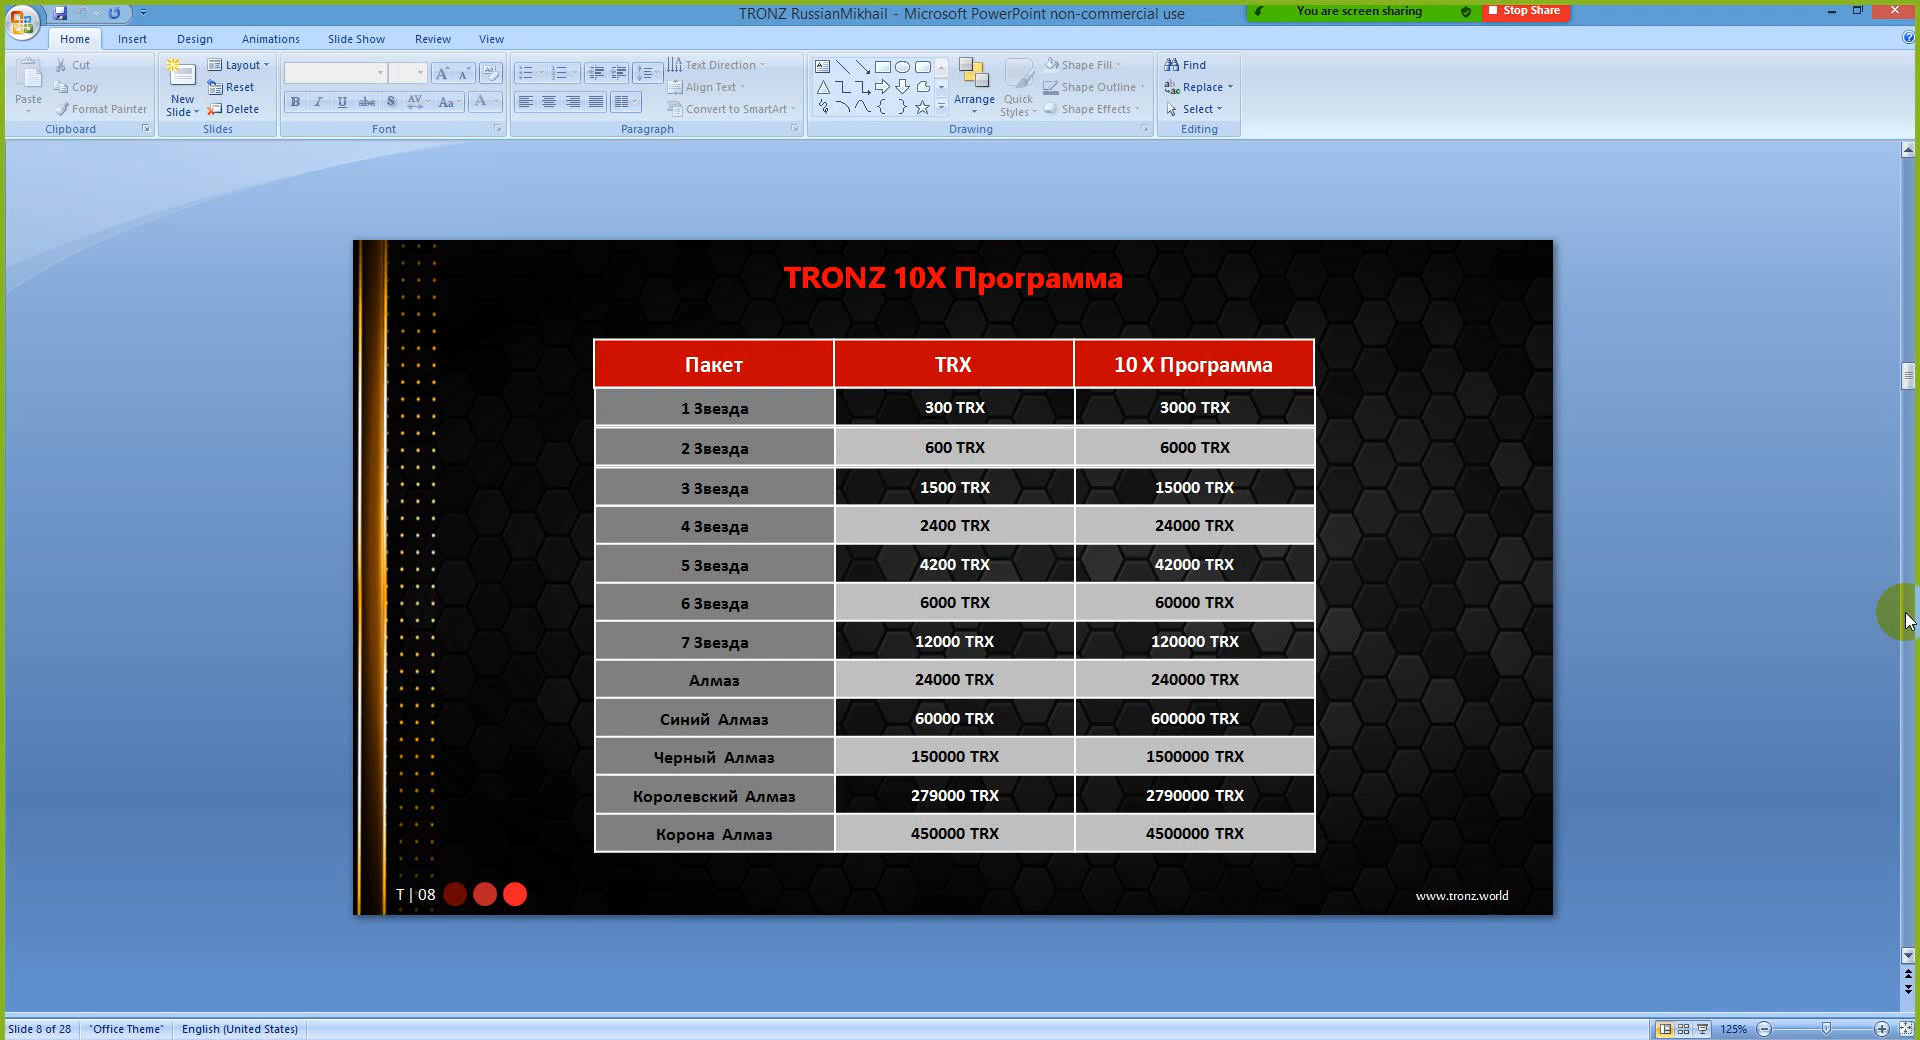 TRONZ RussianMikhail - Microsoft PowerPoint non-commercial use
You are screen sharing
Stop Share
Home Insert Design Animations Slide Show Review View
Paste
Cut
Copy
Format Painter
Clipboard
New Slide
Layout
Reset
Delete
Slides
Font
Text Direction
Align Text
Convert to SmartArt
Paragraph
Arrange
Quick Styles
Shape Fill
Shape Outline
Shape Effects
Drawing
Find
Replace
Select
Editing
TRONZ 10X Программа
Пакет TRX 10 X Программа
1 Звезда 300 TRX 3000 TRX
2 Звезда 600 TRX 6000 TRX
3 Звезда 1500 TRX 15000 TRX
4 Звезда 2400 TRX 24000 TRX
5 Звезда 4200 TRX 42000 TRX
6 Звезда 6000 TRX 60000 TRX
7 Звезда 12000 TRX 120000 TRX
Алмаз 24000 TRX 240000 TRX
Синий Алмаз 60000 TRX 600000 TRX
Черный Алмаз 150000 TRX 1500000 TRX
Королевский Алмаз 279000 TRX 2790000 TRX
Корона Алмаз 450000 TRX 4500000 TRX
T | 08
www.tronz.world
Slide 8 of 28 "Office Theme" English (United States) 125%